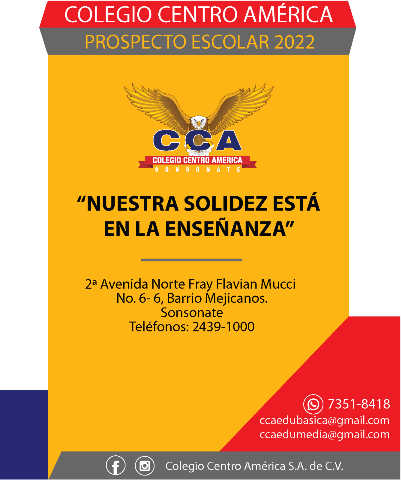 COLEGIO CENTRO AMÉRICA
PROSPECTO ESCOLAR 2022
CCA
COLEGIO CENTRO AMERICA
SONSONATE
“NUESTRA SOLIDEZ ESTÁ
EN LA ENSEÑANZA”
2ª Avenida Norte Fray Flavian Mucci
No. 6- 6, Barrio Mejicanos.
Sonsonate
Teléfonos: 2439-1000
7351-8418
ccaedubasica@gmail.com
ccaedumedia@gmail.com
Colegio Centro América S.A. de C.V.